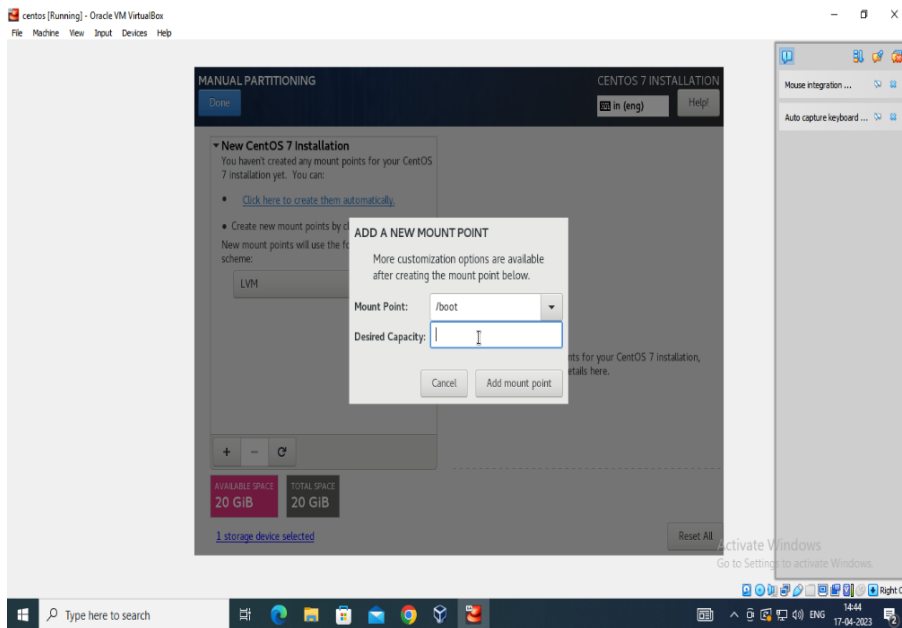 centos [Running] - Oracle VM VirtualBox
File Machine View Input Devices Help
MANUAL PARTITIONING
CENTOS 7 INSTALLATION
Done
in (eng)
Help!
Mouse integration ...
Auto capture keyboard ...
New CentOS 7 Installation
You haven't created any mount points for your CentOS
7 installation yet. You can:
• Click here to create them automatically.
• Create new mount points by cl
New mount points will use the fo
scheme:
LVM
ADD A NEW MOUNT POINT
More customization options are available
after creating the mount point below.
Mount Point: /boot
Desired Capacity:
Cancel Add mount point
nts for your CentOS 7 installation,
etails here.
+ -
AVAILABLE SPACE
20 GiB
TOTAL SPACE
20 GiB
1 storage device selected
Reset All
Activate Windows
Go to Settings to activate Windows.
Right C
Type here to search
ENG
14:44
17-04-2023
2